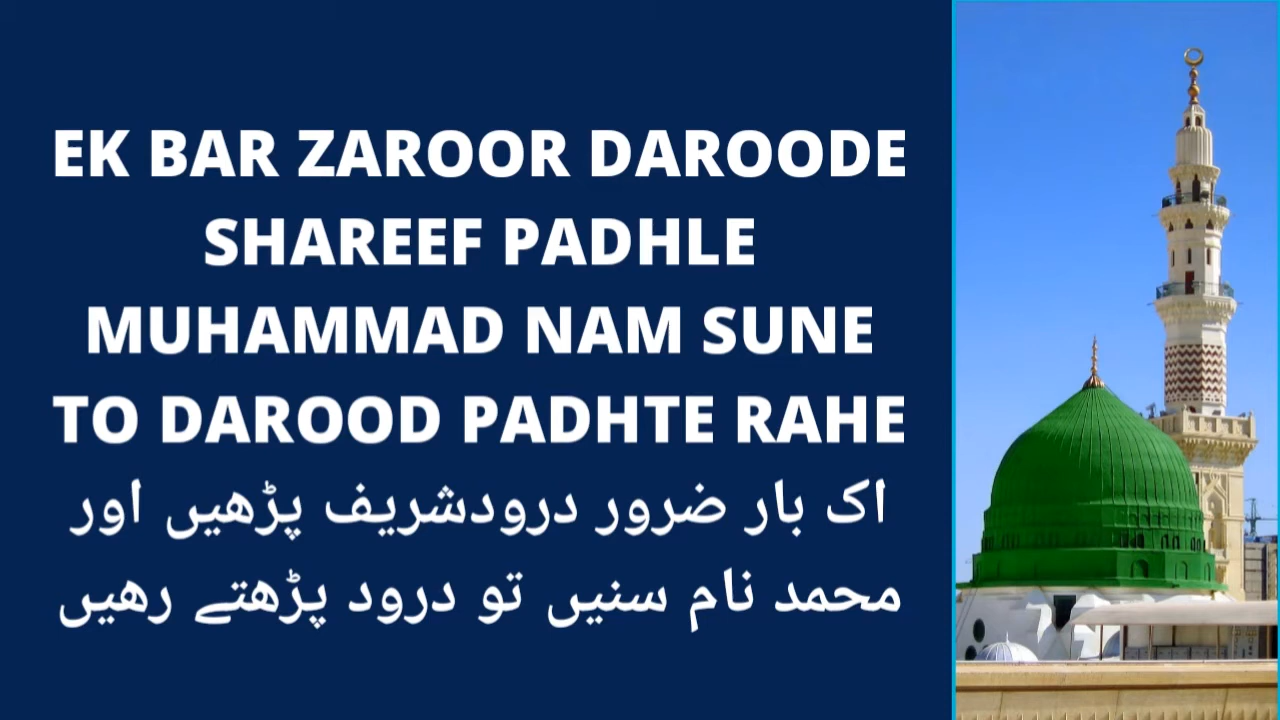 EK BAR ZAROOR DAROODE
SHAREEF PADHLE
MUHAMMAD NAM SUNE
TO DAROOD PADHTE RAHE
اک بار ضرور درودشریف پڑھیں اور
محمد نام سنیں تو درود پڑھتے رھیں